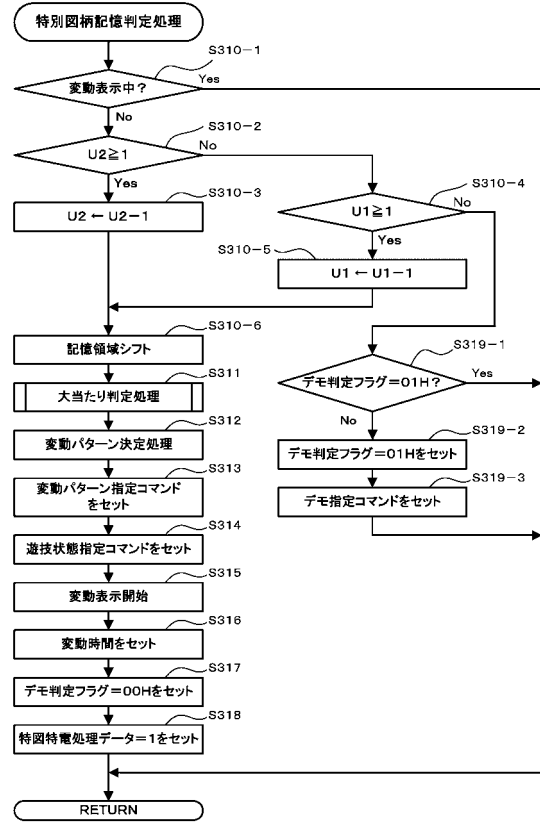 特別図柄記憶判定処理
S310-1
変動表示中?
Yes
No
S310-2
U2≧1
No
Yes
S310-3
U2 ← U2-1
S310-4
U1≧1
No
Yes
S310-5
U1 ← U1-1
S310-6
記憶領域シフト
S311
大当たり判定処理
S312
変動パターン決定処理
S313
変動パターン指定コマンド
をセット
S314
遊技状態指定コマンドをセット
S315
変動表示開始
S316
変動時間をセット
S317
デモ判定フラグ=00Hをセット
S318
特図特電処理データ=1をセット
S319-1
デモ判定フラグ=01H?
Yes
No
S319-2
デモ判定フラグ=01Hをセット
S319-3
デモ指定コマンドをセット
RETURN